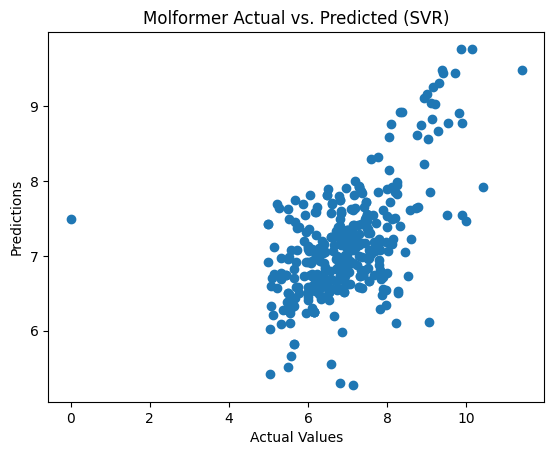 Molformer Actual vs. Predicted (SVR)
Predictions
9
8
7
6
0 2 4 6 8 10
Actual Values